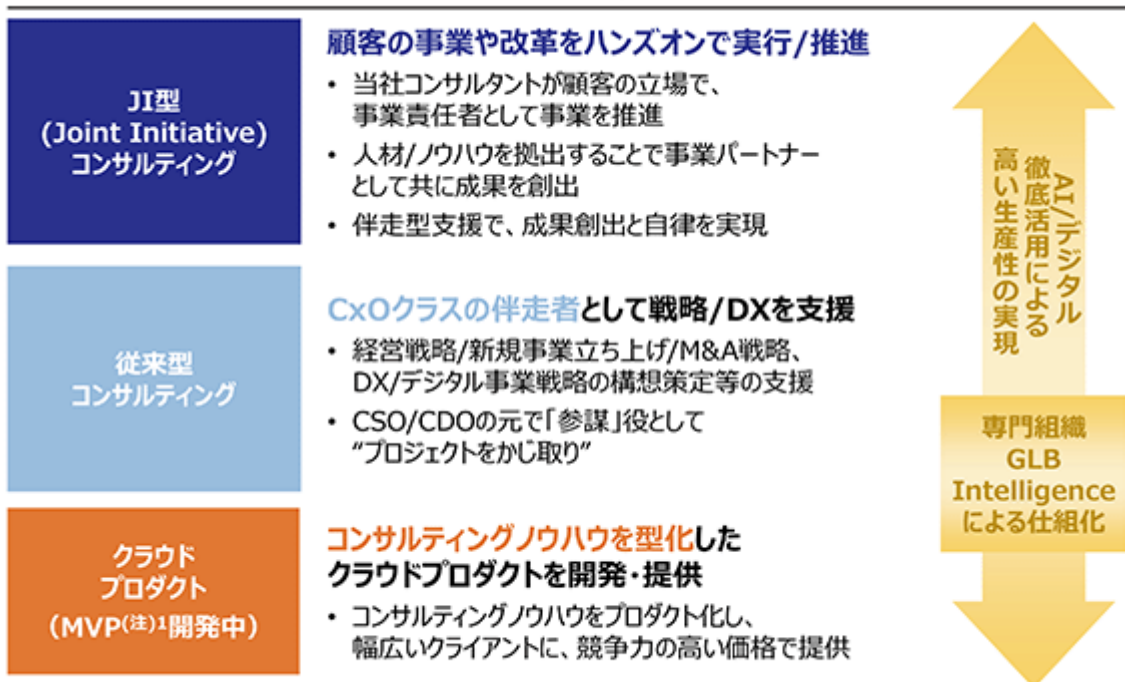 JI型
(Joint Initiative)
コンサルティング
顧客の事業や改革をハンズオンで実行/推進
• 当社コンサルタントが顧客の立場で、
事業責任者として事業を推進
• 人材/ノウハウを拠出することで事業パートナー
として共に成果を創出
• 伴走型支援で、成果創出と自律を実現
従来型
コンサルティング
CxOクラスの伴走者として戦略/DXを支援
• 経営戦略/新規事業立ち上げ/M&A戦略、
DX/デジタル事業戦略の構想策定等の支援
• CSO/CDOの元で「参謀」役として
“プロジェクトをかじ取り”
クラウド
プロダクト
(MVP(注)1開発中)
コンサルティングノウハウを型化した
クラウドプロダクトを開発・提供
• コンサルティングノウハウをプロダクト化し、
幅広いクライアントに、競争力の高い価格で提供
AI/デジタル
徹底活用による
高い生産性の実現
専門組織
GLB
Intelligence
による仕組化